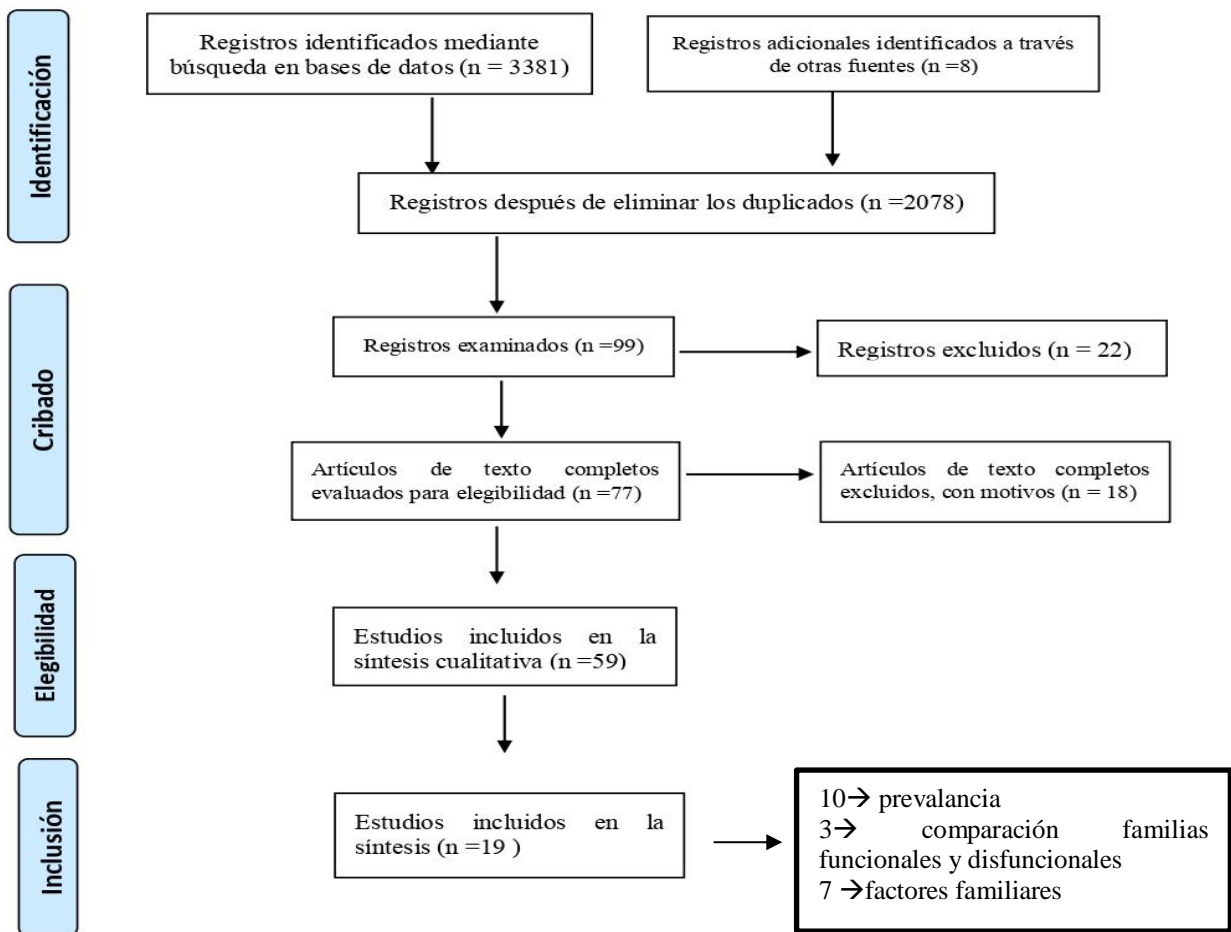 Identificación
Registros identificados mediante
búsqueda en bases de datos (n = 3381)
Registros adicionales identificados a través
de otras fuentes (n =8)
Registros después de eliminar los duplicados (n =2078)
Cribado
Registros examinados (n =99)
Registros excluidos (n = 22)
Artículos de texto completos
evaluados para elegibilidad (n =77)
Artículos de texto completos
excluidos, con motivos (n = 18)
Elegibilidad
Estudios incluidos en la
síntesis cualitativa (n =59)
Inclusión
Estudios incluidos en la
síntesis (n =19 )
10→ prevalancia
3→ comparación familias
funcionales y disfuncionales
7 →factores familiares